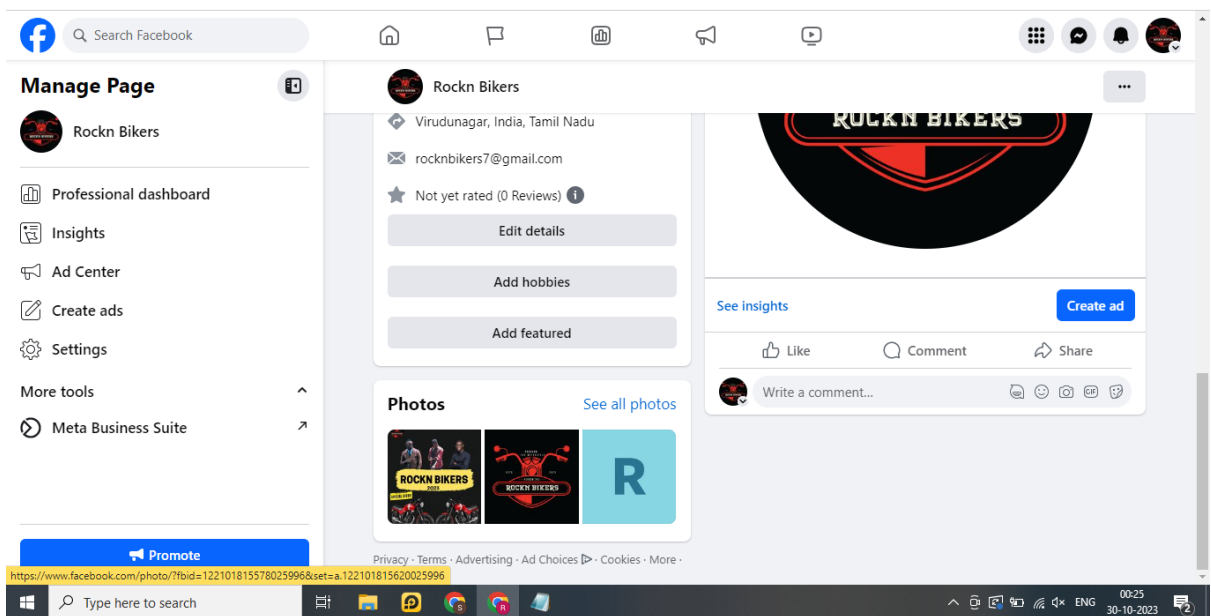 Search Facebook
Manage Page
Rockn Bikers
Professional dashboard
Insights
Ad Center
Create ads
Settings
More tools
Meta Business Suite
Promote
Rockn Bikers
Virudunagar, India, Tamil Nadu
rocknbikers7@gmail.com
Not yet rated (0 Reviews)
Edit details
Add hobbies
Add featured
Photos
See all photos
ROCKN BIKERS
2023
ROCKN BIKERS
R
Privacy · Terms · Advertising · Ad Choices · Cookies · More ·
ROCKN BIKERS
See insights
Create ad
Like
Comment
Share
Write a comment...
GIF
https://www.facebook.com/photo/?fbid=122101815578025996&set=a.122101815620025996
Type here to search
ENG
00:25
30-10-2023
2